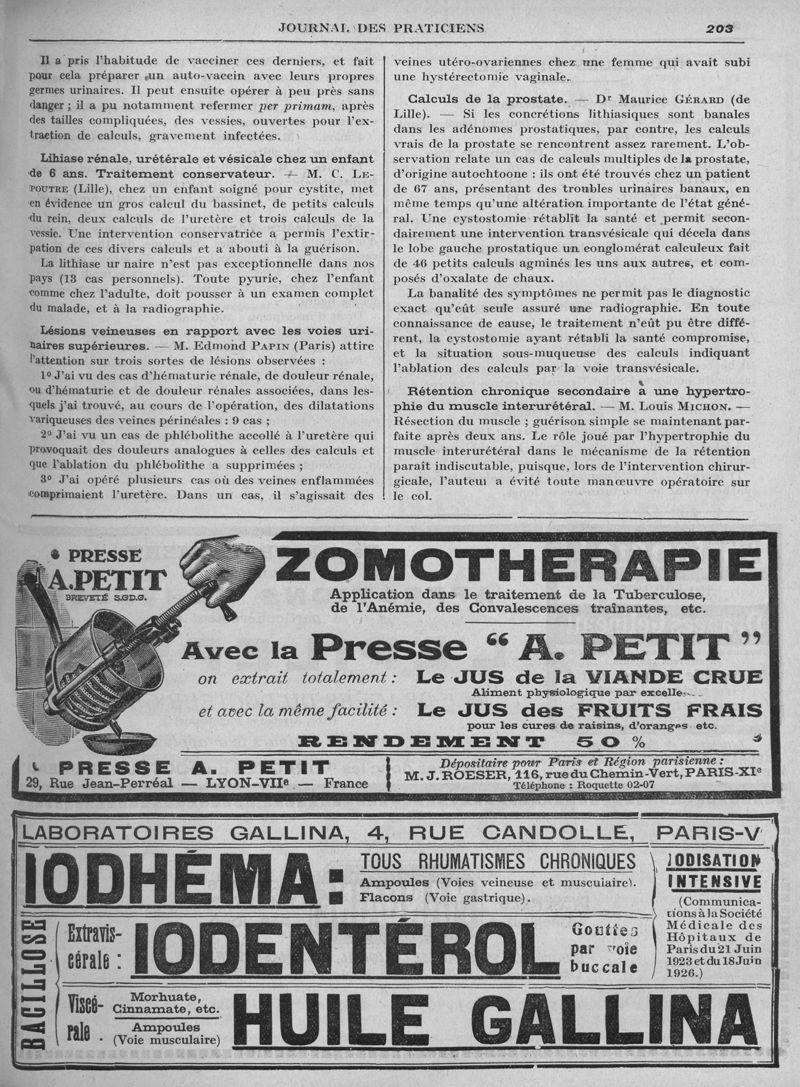 JOURNAL DES PRATICIENS 203
Il a pris l'habitude de vacciner ces derniers, et fait
pour cela préparer un auto-vaccin avec leurs propres
germes urinaires. Il peut ensuite opérer à peu près sans
danger ; il a pu notamment refermer per primam, après
des tailles compliquées, des vessies, ouvertes pour l'ex-
traction de calculs, gravement infectées.
Lihiase rénale, urétérale et vésicale chez un enfant
de 6 ans. Traitement conservateur. — M. C. LE-
POUTRE (Lille), chez un enfant soigné pour cystite, met
en évidence un gros calcul du bassinet, de petits calculs
du rein, deux calculs de l'uretère et trois calculs de la
vessie. Une intervention conservatrice a permis l'extir-
pation de ces divers calculs et a abouti à la guérison.
La lithiase ur naire n'est pas exceptionnelle dans nos
pays (13 cas personnels). Toute pyurie, chez l'enfant
comme chez l'adulte, doit pousser à un examen complet
du malade, et à la radiographie.
Lésions veineuses en rapport avec les voies uri-
naires supérieures. — M. Edmond PAPIN (Paris) attire
l'attention sur trois sortes de lésions observées :
1º J'ai vu des cas d'hématurie rénale, de douleur rénale,
ou d'hématurie et de douleur rénales associées, dans les-
quels j'ai trouvé, au cours de l'opération, des dilatations
variqueuses des veines périnéales : 9 cas ;
2º J'ai vu un cas de phlébolithe accollé à l'uretère qui
provoquait des douleurs analogues à celles des calculs et
que l'ablation du phlébolithe a supprimées ;
3º J'ai opéré plusieurs cas où des veines enflammées
comprimaient l'uretère. Dans un cas, il s'agissait des
veines utéro-ovariennes chez une femme qui avait subi
une hystérectomie vaginale.
Calculs de la prostate. — Dr Maurice GÉRARD (de
Lille). — Si les concrétions lithiasiques sont banales
dans les adénomes prostatiques, par contre, les calculs
vrais de la prostate se rencontrent assez rarement. L'ob-
servation relate un cas de calculs multiples de la prostate,
d'origine autochtoone : ils ont été trouvés chez un patient
de 67 ans, présentant des troubles urinaires banaux, en
même temps qu'une altération importante de l'état géné-
ral. Une cystostomie rétablit la santé et permit secon-
dairement une intervention transvésicale qui décela dans
le lobe gauche prostatique un conglomérat calculeux fait
de 46 petits calculs agminés les uns aux autres, et com-
posés d'oxalate de chaux.
La banalité des symptômes ne permit pas le diagnostic
exact qu'eût seule assuré une radiographie. En toute
connaissance de cause, le traitement n'eût pu être diffé-
rent, la cystostomie ayant rétabli la santé compromise,
et la situation sous-muqueuse des calculs indiquant
l'ablation des calculs par la voie transvésicale.
Rétention chronique secondaire à une hypertro-
phie du muscle interurétéral. — M. Louis MICHON. —
Résection du muscle ; guérison simple se maintenant par-
faite après deux ans. Le rôle joué par l'hypertrophie du
muscle interurétéral dans le mécanisme de la rétention
paraît indiscutable, puisque, lors de l'intervention chirur-
gicale, l'auteur a évité toute manœuvre opératoire sur
le col.
PRESSE
A. PETIT
BREVETÉ S.G.D.G.
ZOMOTHERAPIE
Application dans le traitement de la Tuberculose,
de l'Anémie, des Convalescences traînantes, etc.
Avec la Presse “ A. PETIT ”
on extrait totalement : Le JUS de la VIANDE CRUE
Aliment physiologique par excelle
et avec la même facilité : Le JUS des FRUITS FRAIS
pour les cures de raisins, d'oranges etc.
RENDEMENT 50 %
PRESSE A. PETIT
29, Rue Jean-Perréal — LYON-VIIe — France
Dépositaire pour Paris et Région parisienne :
M. J. ROESER, 116, rue du Chemin-Vert, PARIS-XIe
Téléphone : Roquette 02-07
LABORATOIRES GALLINA, 4, RUE CANDOLLE, PARIS-V
IODHÉMA :
TOUS RHUMATISMES CHRONIQUES
Ampoules (Voies veineuse et musculaire).
Flacons (Voie gastrique).
IODISATION
INTENSIVE
(Communica-
tions à la Société
Médicale des
Hôpitaux de
Paris du 21 Juin
1923 et du 18 Juin
1926.)
BACILLOSE
Extravis-
cérale :
IODENTÉROL
Gouttes
par voie
buccale
Viscé-
rale .
Morhuate,
Cinnamate, etc.
Ampoules
(Voie musculaire)
HUILE GALLINA